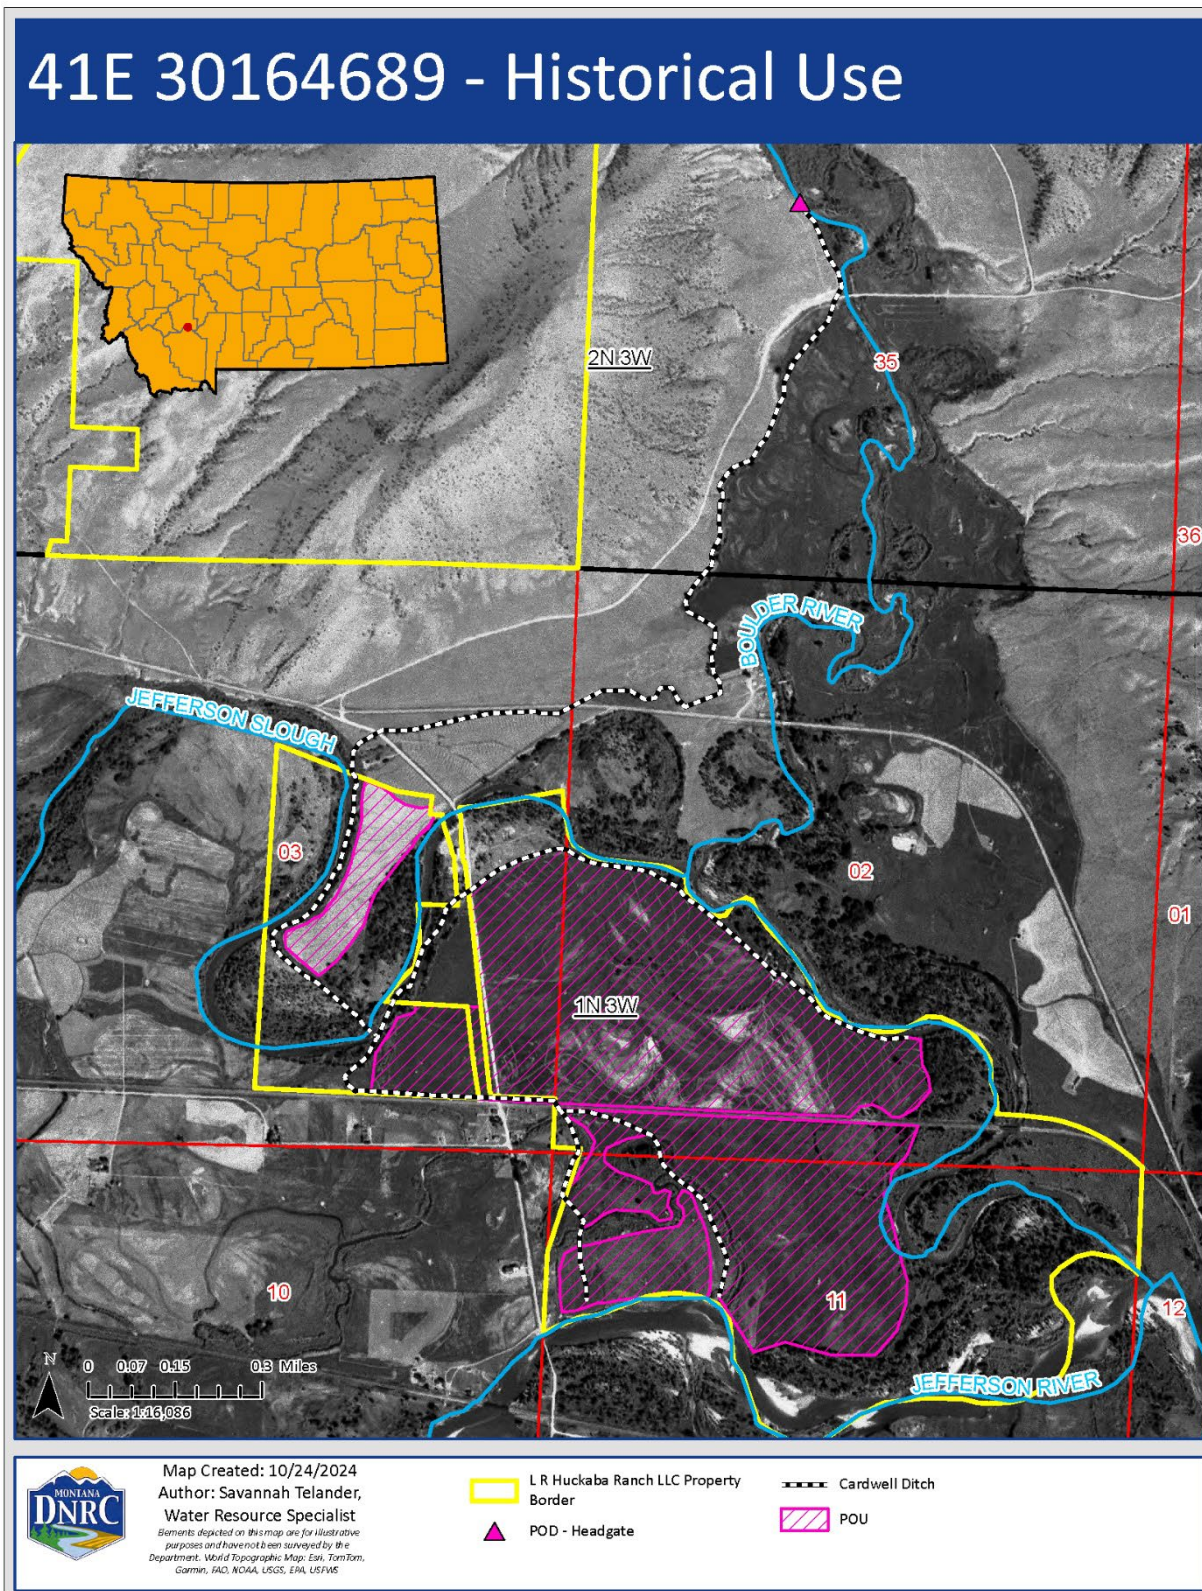 41E 30164689 - Historical Use
2N 3W
35
36
BOULDER RIVER
JEFFERSON SLOUGH
03
02
01
1N 3W
10
11
12
JEFFERSON RIVER
N
0 0.07 0.15 0.3 Miles
Scale: 1:16,086
MONTANA
DNRC
Map Created: 10/24/2024
Author: Savannah Telander,
Water Resource Specialist
Elements depicted on this map are for illustrative
purposes and have not been surveyed by the
Department. World Topographic Map: Esri, TomTom,
Garmin, FAO, NOAA, USGS, EPA, USFWS
L R Huckaba Ranch LLC Property
Border
POD - Headgate
Cardwell Ditch
POU